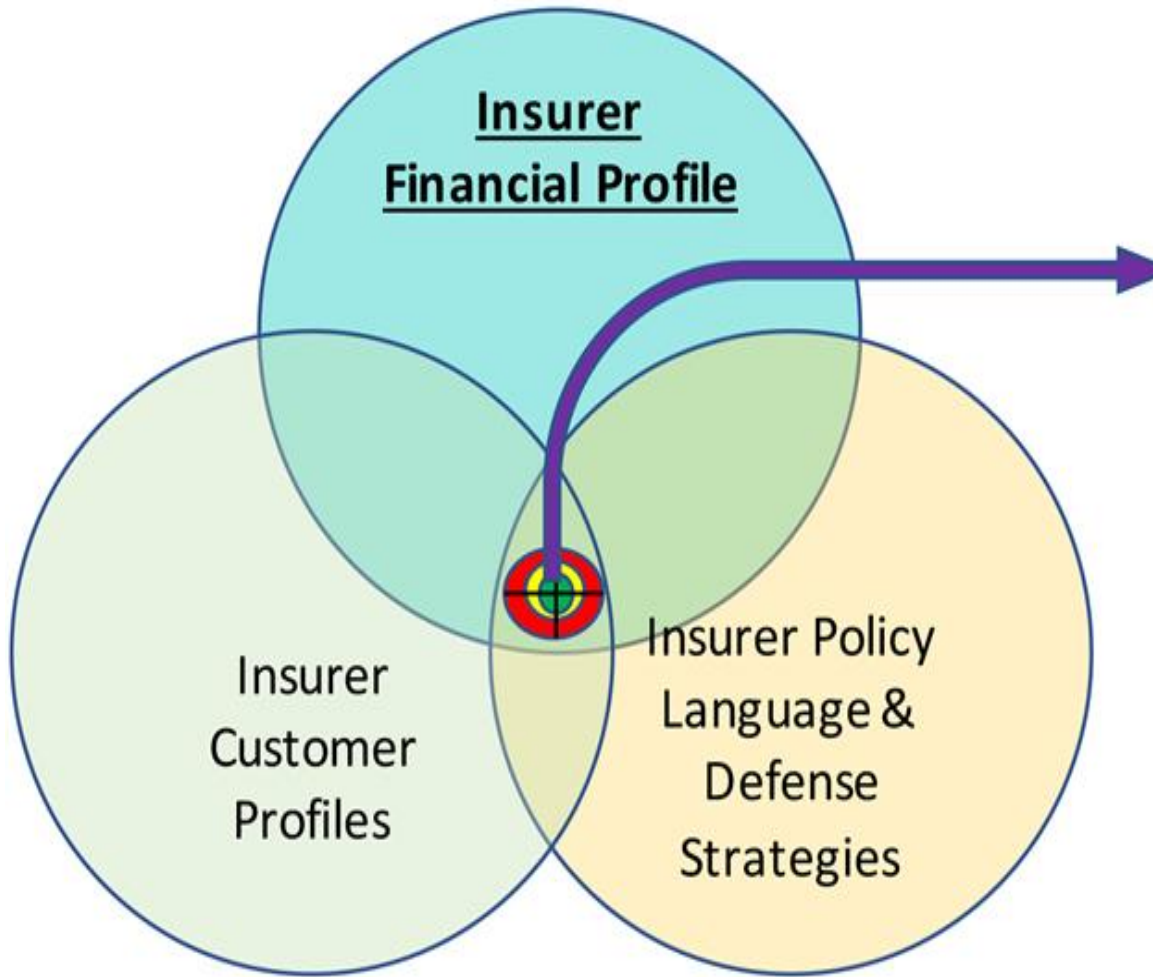 Insurer
Financial Profile
Insurer
Customer
Profiles
Insurer Policy
Language &
Defense
Strategies